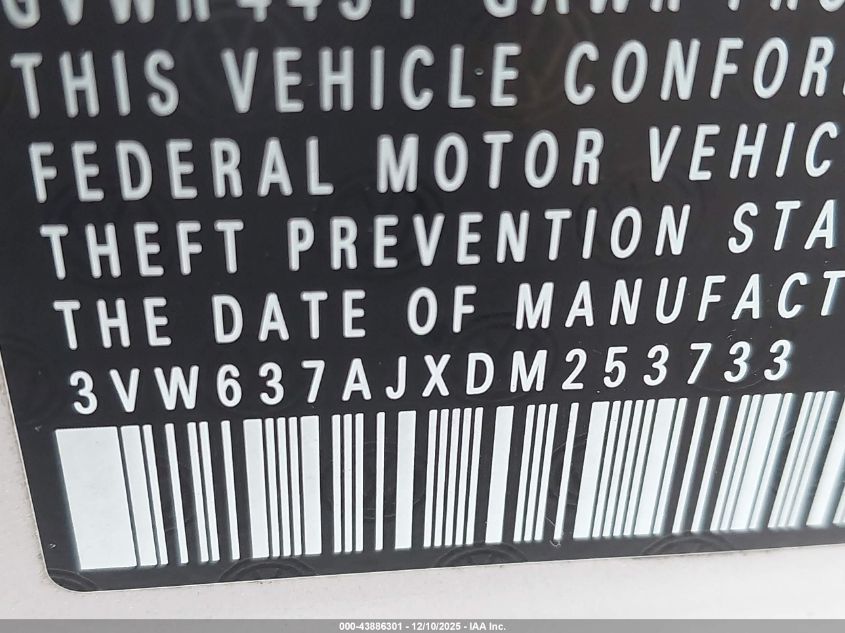 THIS VEHICLE CONFOR
FEDERAL MOTOR VEHIC
THEFT PREVENTION STA
THE DATE OF MANUFACT
3VW637AJXDM253733
000-43886301 - 12/10/2025 - IAA Inc.